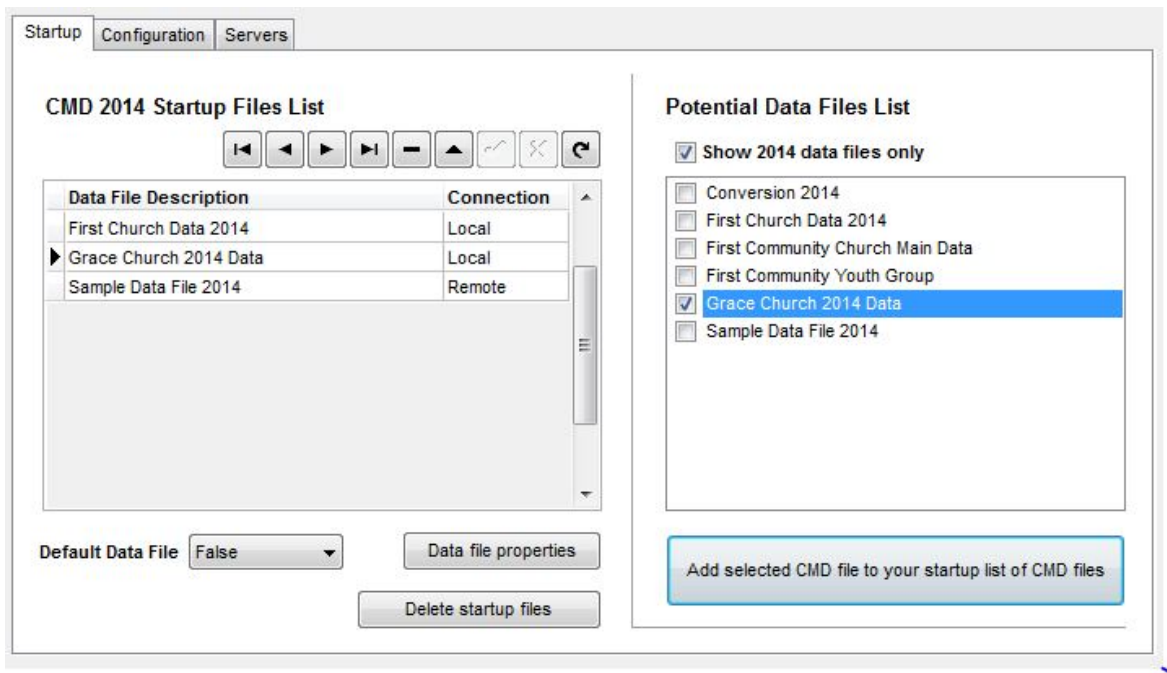 Startup Configuration Servers
CMD 2014 Startup Files List
Data File Description Connection
First Church Data 2014 Local
Grace Church 2014 Data Local
Sample Data File 2014 Remote
Default Data File False Data file properties
Delete startup files
Potential Data Files List
Show 2014 data files only
Conversion 2014
First Church Data 2014
First Community Church Main Data
First Community Youth Group
Grace Church 2014 Data
Sample Data File 2014
Add selected CMD file to your startup list of CMD files